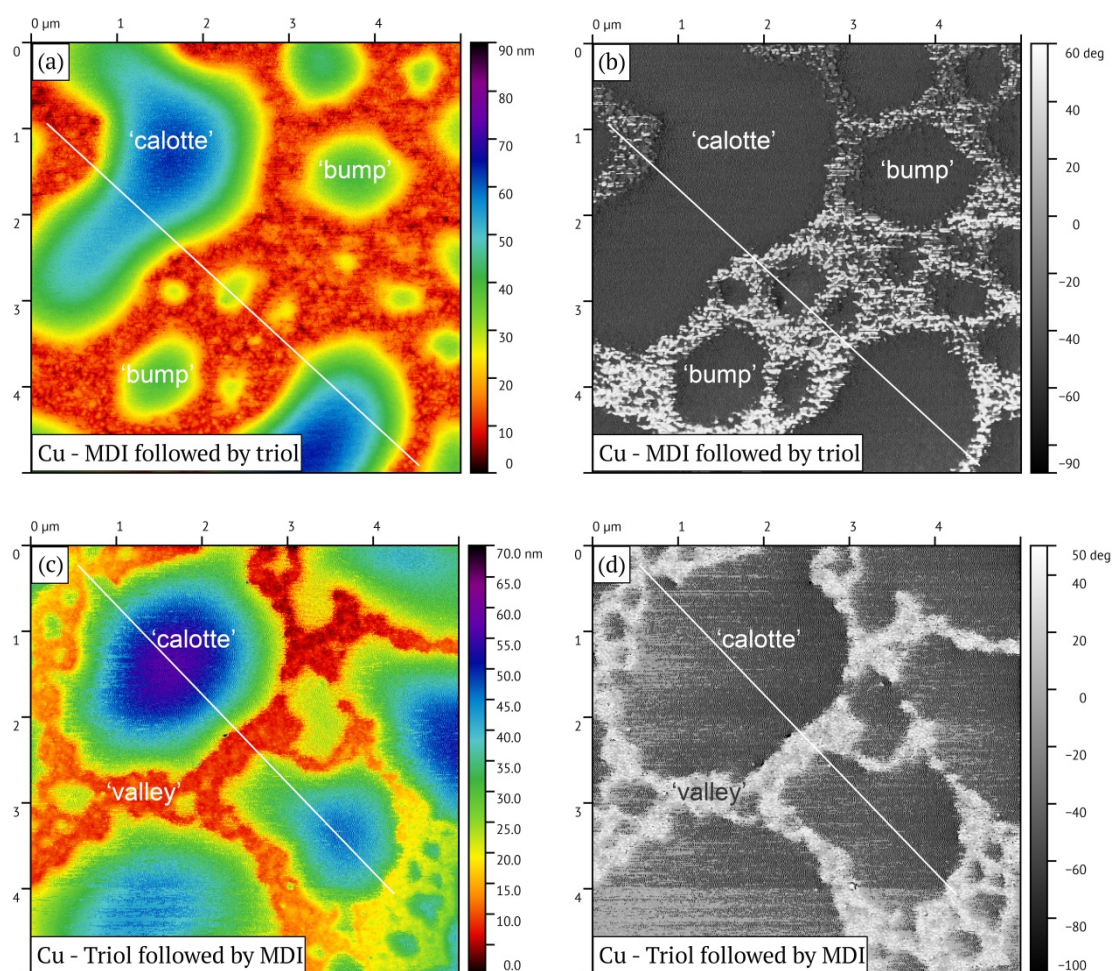 0 µm 1 2 3 4
0 1 2 3 4
(a)
'calotte'
'bump'
'bump'
Cu - MDI followed by triol
90 nm
80
70
60
50
40
30
20
10
0
0 µm 1 2 3 4
0 1 2 3 4
(b)
'calotte'
'bump'
'bump'
Cu - MDI followed by triol
60 deg
40
20
0
−20
−40
−60
−90
0 µm 1 2 3 4
0 1 2 3 4
(c)
'calotte'
'valley'
Cu - Triol followed by MDI
70.0 nm
65.0
60.0
55.0
50.0
45.0
40.0
35.0
30.0
25.0
20.0
15.0
10.0
5.0
0.0
0 µm 1 2 3 4
0 1 2 3 4
(d)
'calotte'
'valley'
Cu - Triol followed by MDI
50 deg
40
20
0
−20
−40
−60
−80
−100